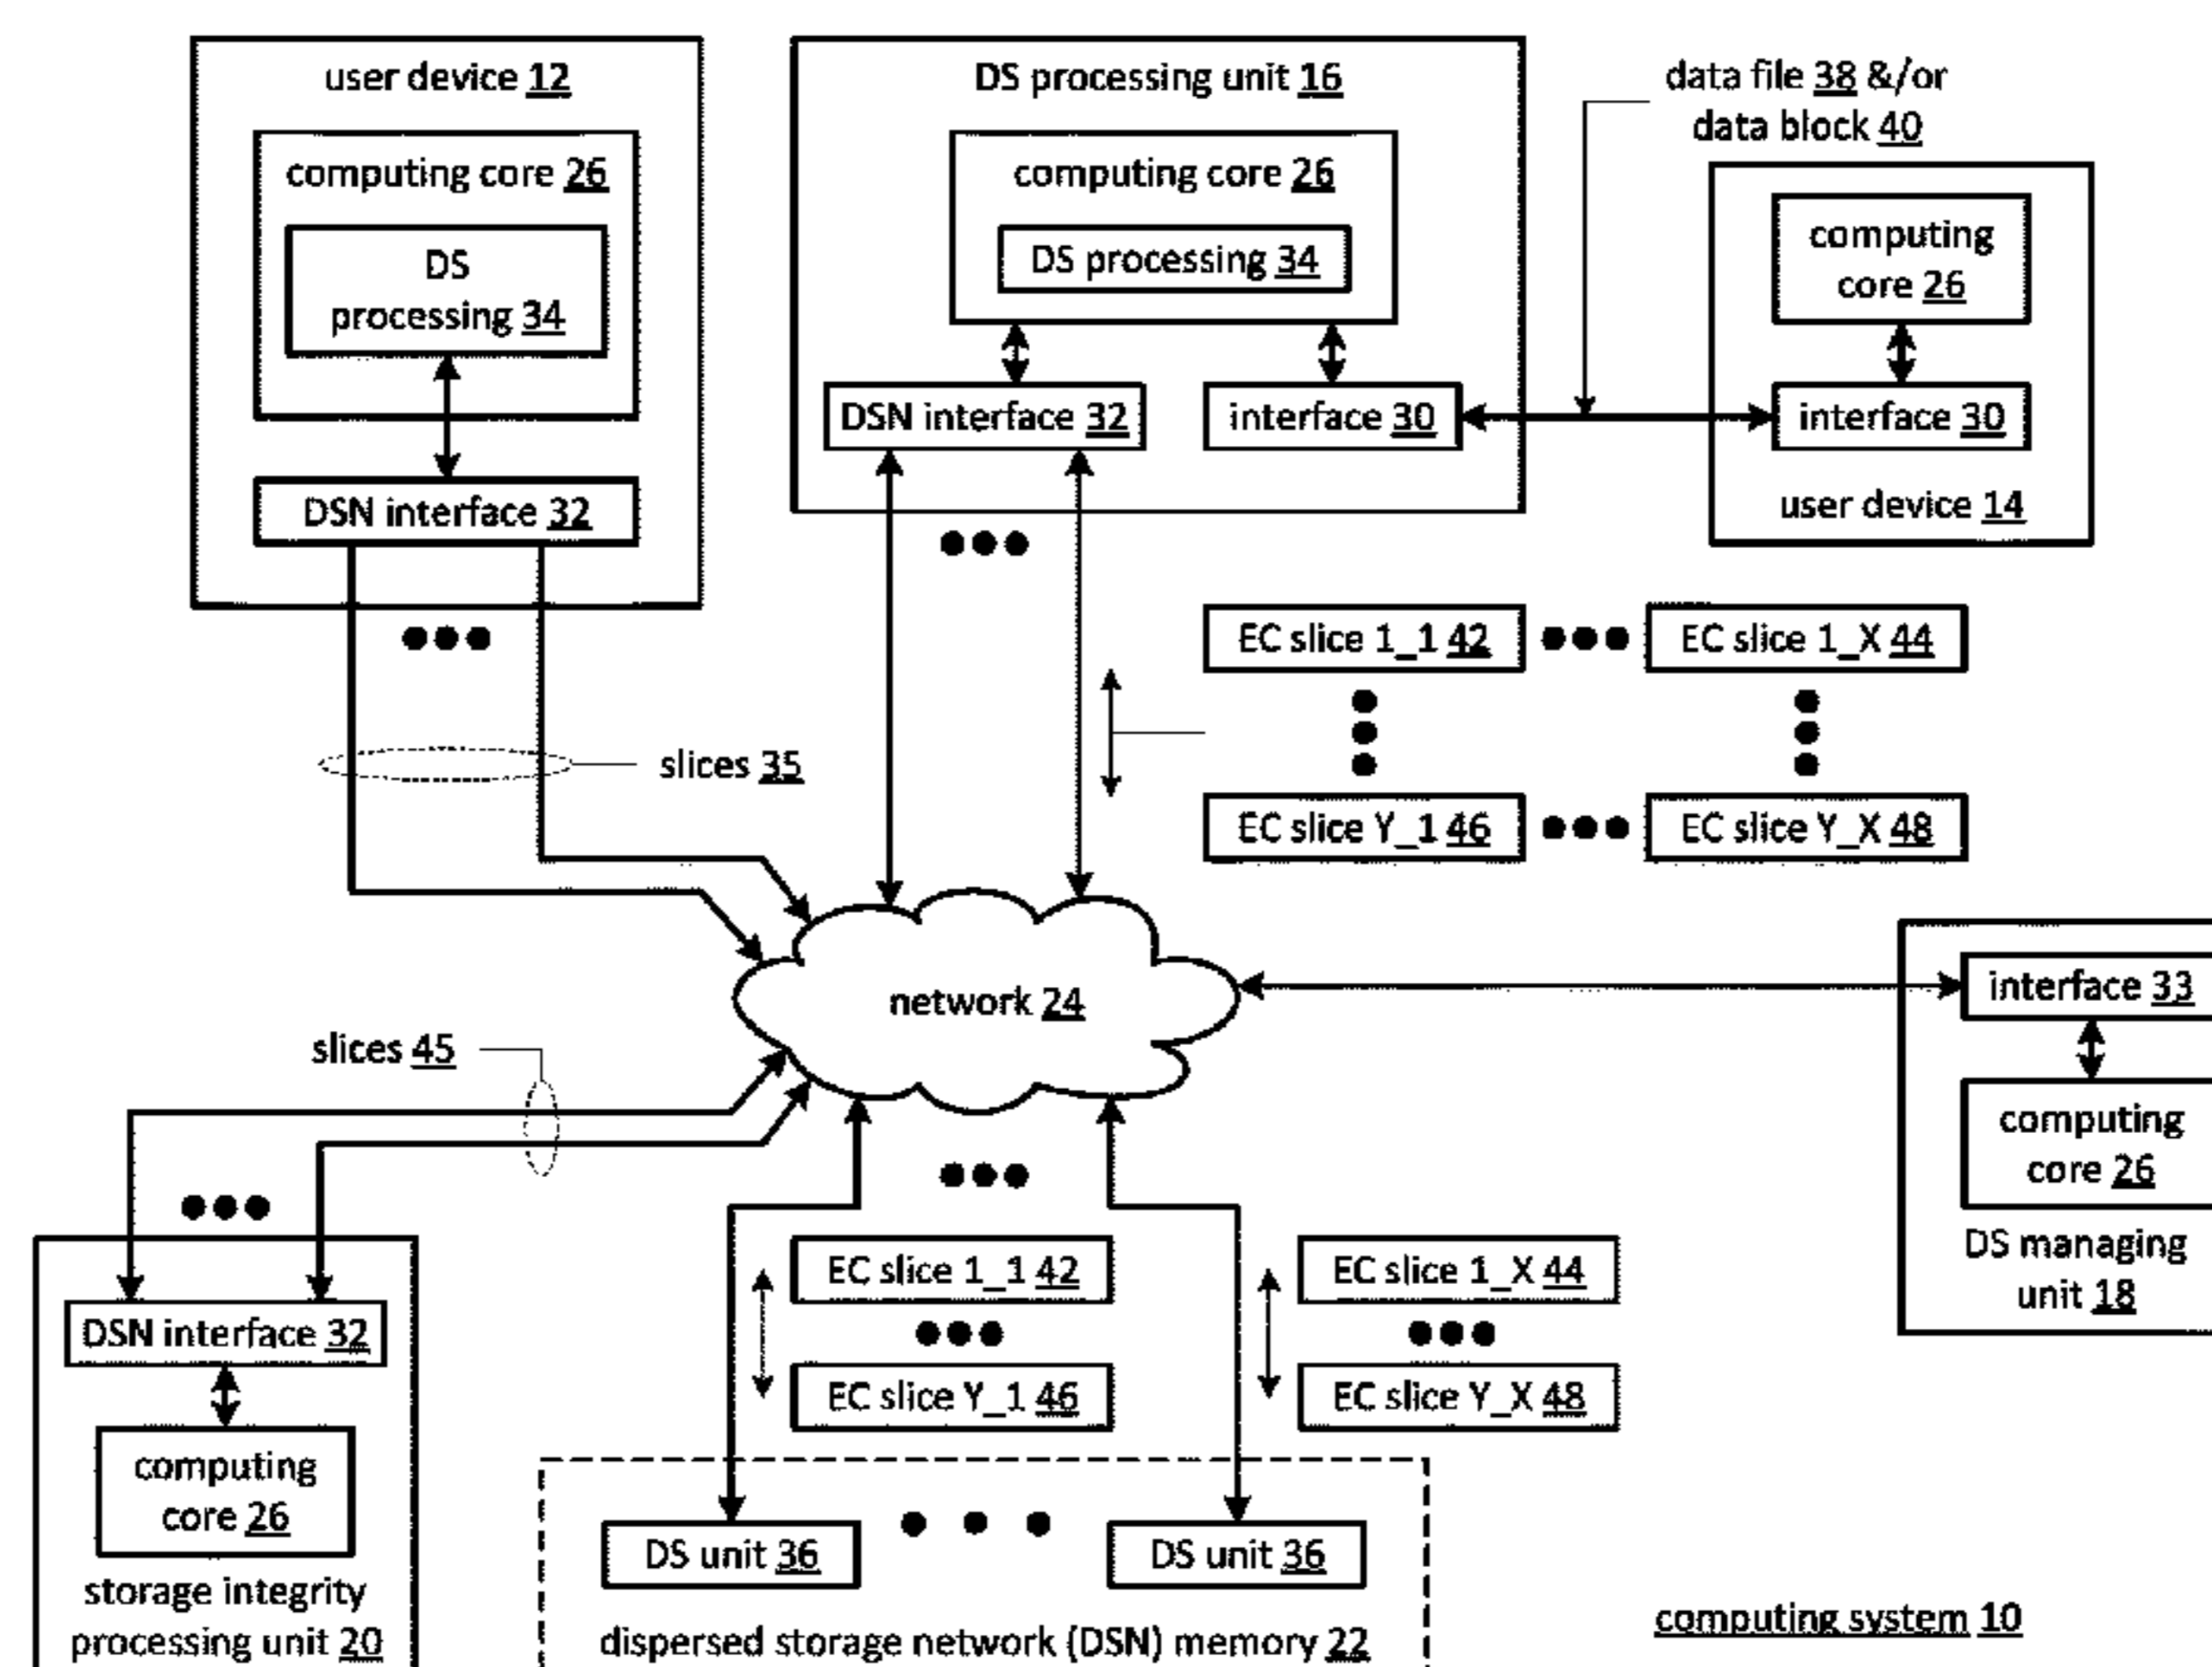 user device 12
computing core 26
DS
processing 34
DSN interface 32
DS processing unit 16
computing core 26
DS processing 34
DSN interface 32
interface 30
data file 38 &/or
data block 40
computing
core 26
interface 30
user device 14
EC slice 1_1 42
EC slice 1_X 44
EC slice Y_1 46
EC slice Y_X 48
slices 35
network 24
interface 33
computing
core 26
DS managing
unit 18
slices 45
DSN interface 32
computing
core 26
storage integrity
processing unit 20
EC slice 1_1 42
EC slice Y_1 46
EC slice 1_X 44
EC slice Y_X 48
DS unit 36
DS unit 36
dispersed storage network (DSN) memory 22
computing system 10